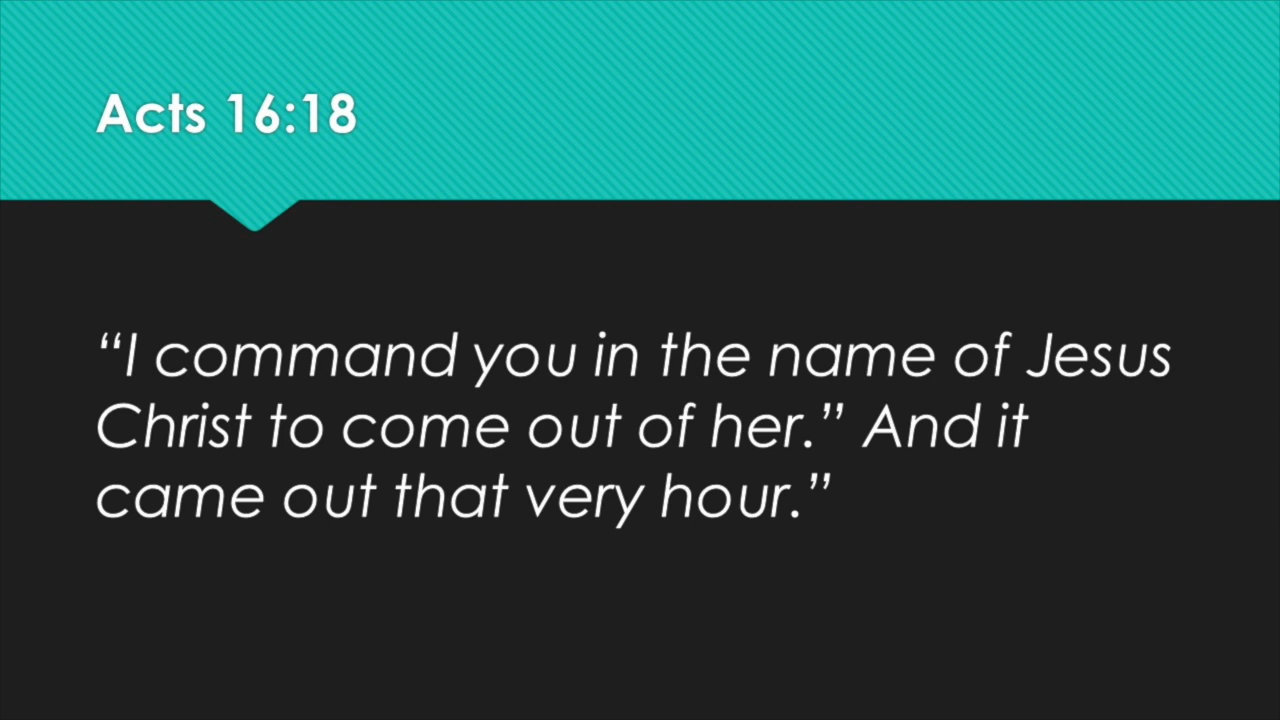 Acts 16:18
“I command you in the name of Jesus
Christ to come out of her.” And it
came out that very hour.”